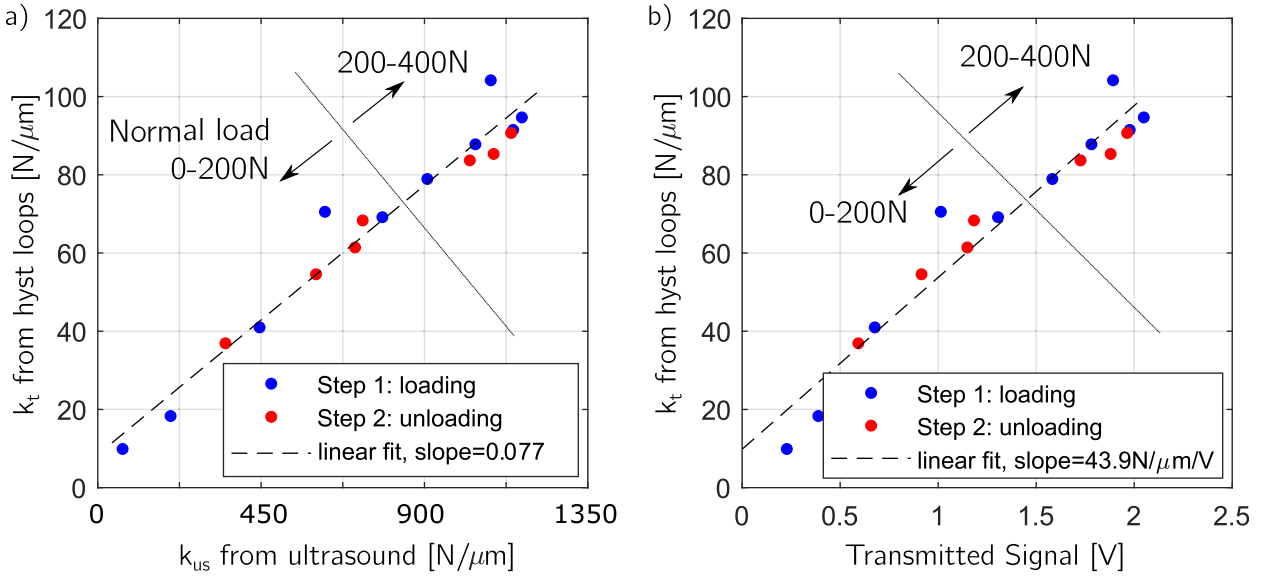 a)
120
100
80
60
40
20
0
k_t from hyst loops [N/μm]
200-400N
Normal load
0-200N
Step 1: loading
Step 2: unloading
linear fit, slope=0.077
0 450 900 1350
k_us from ultrasound [N/μm]
b)
120
100
80
60
40
20
0
k_t from hyst loops [N/μm]
200-400N
0-200N
Step 1: loading
Step 2: unloading
linear fit, slope=43.9N/μm/V
0 0.5 1 1.5 2 2.5
Transmitted Signal [V]